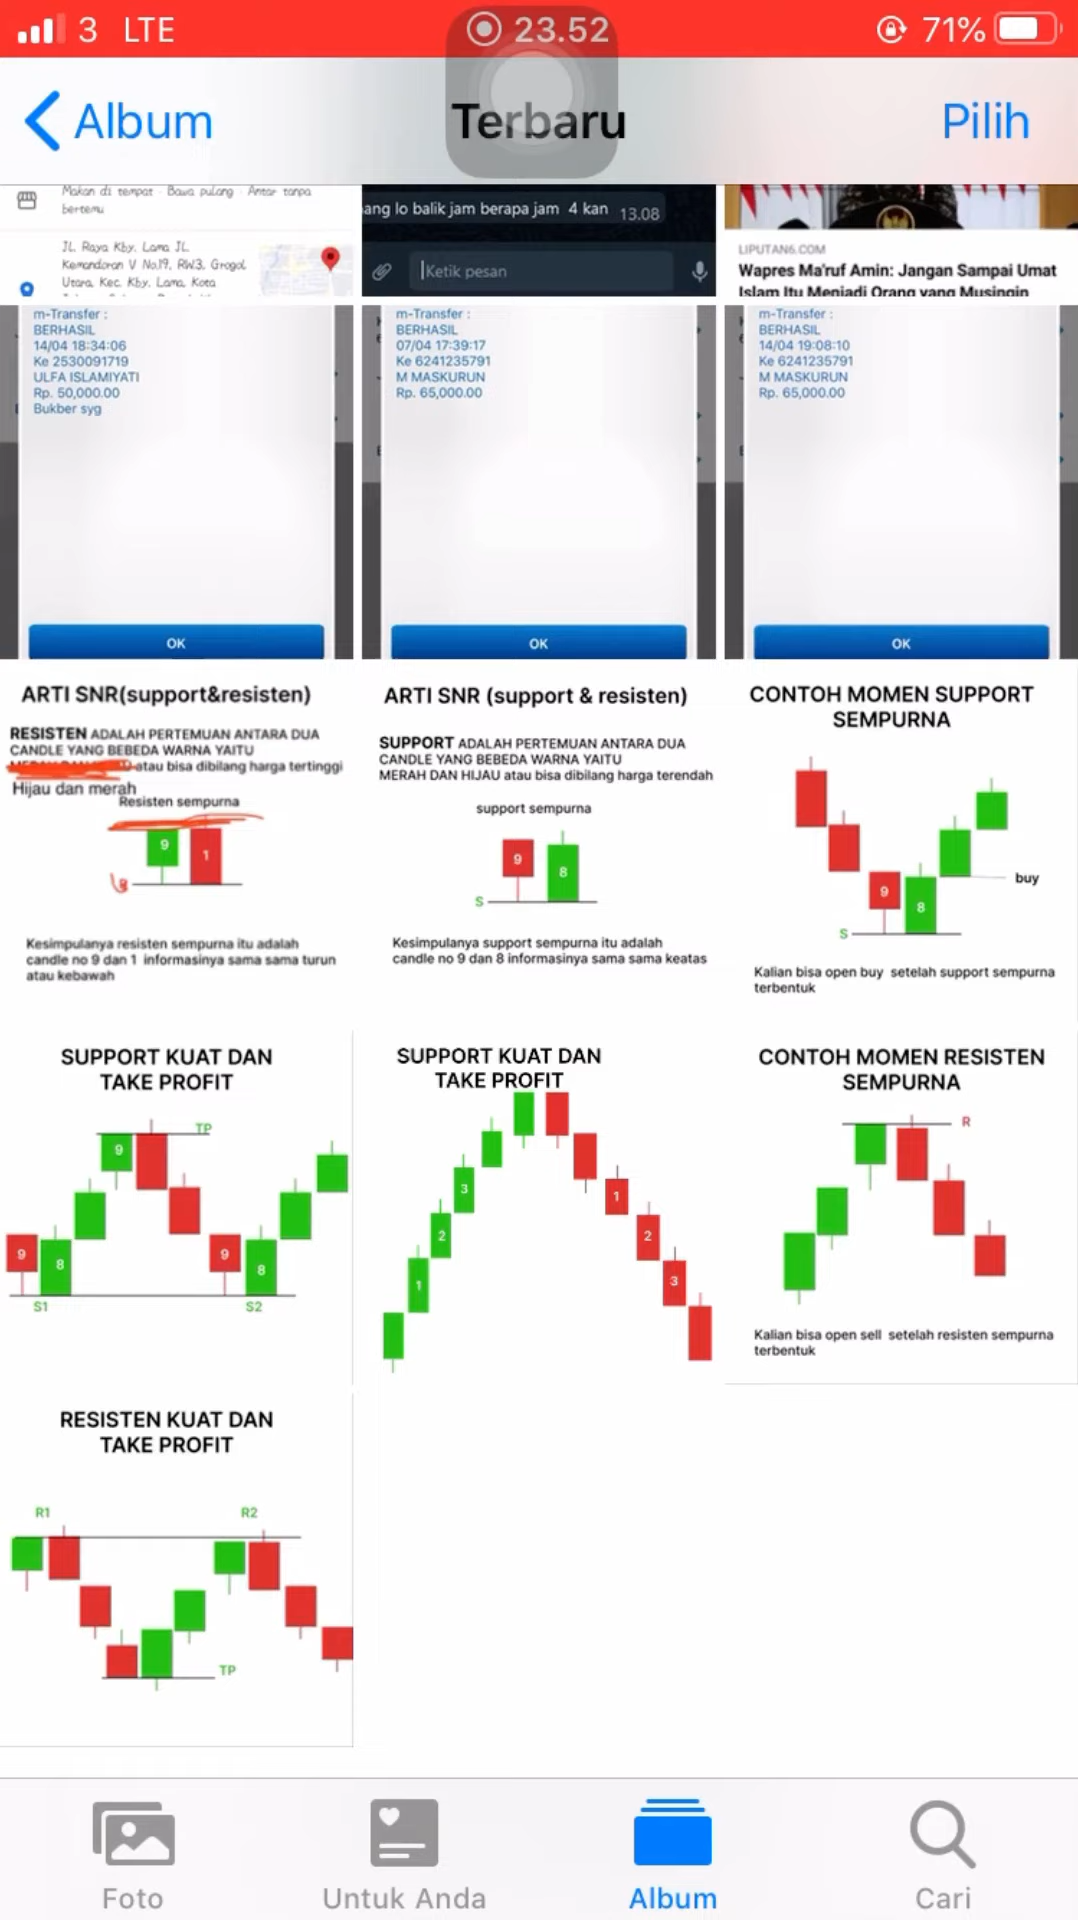 3 LTE 23.52 71%
Album Terbaru Pilih
Makan di tempat · Bawa pulang · Antar tanpa
bertemu
JL. Raya Kby. Lama JL.
Kemandoran V No.19, RW.3, Grogol
Utara, Kec. Kby. Lama, Kota
ang lo balik jam berapa jam 4 kan 13.08
Ketik pesan
LIPUTAN6.COM
Wapres Ma'ruf Amin: Jangan Sampai Umat
Islam Itu Menjadi Orang yang Musingin
m-Transfer :
BERHASIL
14/04 18:34:06
Ke 2530091719
ULFA ISLAMIYATI
Rp. 50,000.00
Bukber syg
OK
m-Transfer :
BERHASIL
07/04 17:39:17
Ke 6241235791
M MASKURUN
Rp. 65,000.00
OK
m-Transfer :
BERHASIL
14/04 19:08:10
Ke 6241235791
M MASKURUN
Rp. 65,000.00
OK
ARTI SNR(support&resisten)
RESISTEN ADALAH PERTEMUAN ANTARA DUA
CANDLE YANG BEBEDA WARNA YAITU
atau bisa dibilang harga tertinggi
Hijau dan merah
Resisten sempurna
9 1
Kesimpulanya resisten sempurna itu adalah
candle no 9 dan 1 informasinya sama sama turun
atau kebawah
ARTI SNR (support & resisten)
SUPPORT ADALAH PERTEMUAN ANTARA DUA
CANDLE YANG BEBEDA WARNA YAITU
MERAH DAN HIJAU atau bisa dibilang harga terendah
support sempurna
9 8
S
Kesimpulanya support sempurna itu adalah
candle no 9 dan 8 informasinya sama sama keatas
CONTOH MOMEN SUPPORT
SEMPURNA
buy
9 8
S
Kalian bisa open buy setelah support sempurna
terbentuk
SUPPORT KUAT DAN
TAKE PROFIT
TP
9
9 8 9 8
S1 S2
SUPPORT KUAT DAN
TAKE PROFIT
3 1
2 2
1 3
CONTOH MOMEN RESISTEN
SEMPURNA
R
Kalian bisa open sell setelah resisten sempurna
terbentuk
RESISTEN KUAT DAN
TAKE PROFIT
R1 R2
TP
Foto Untuk Anda Album Cari